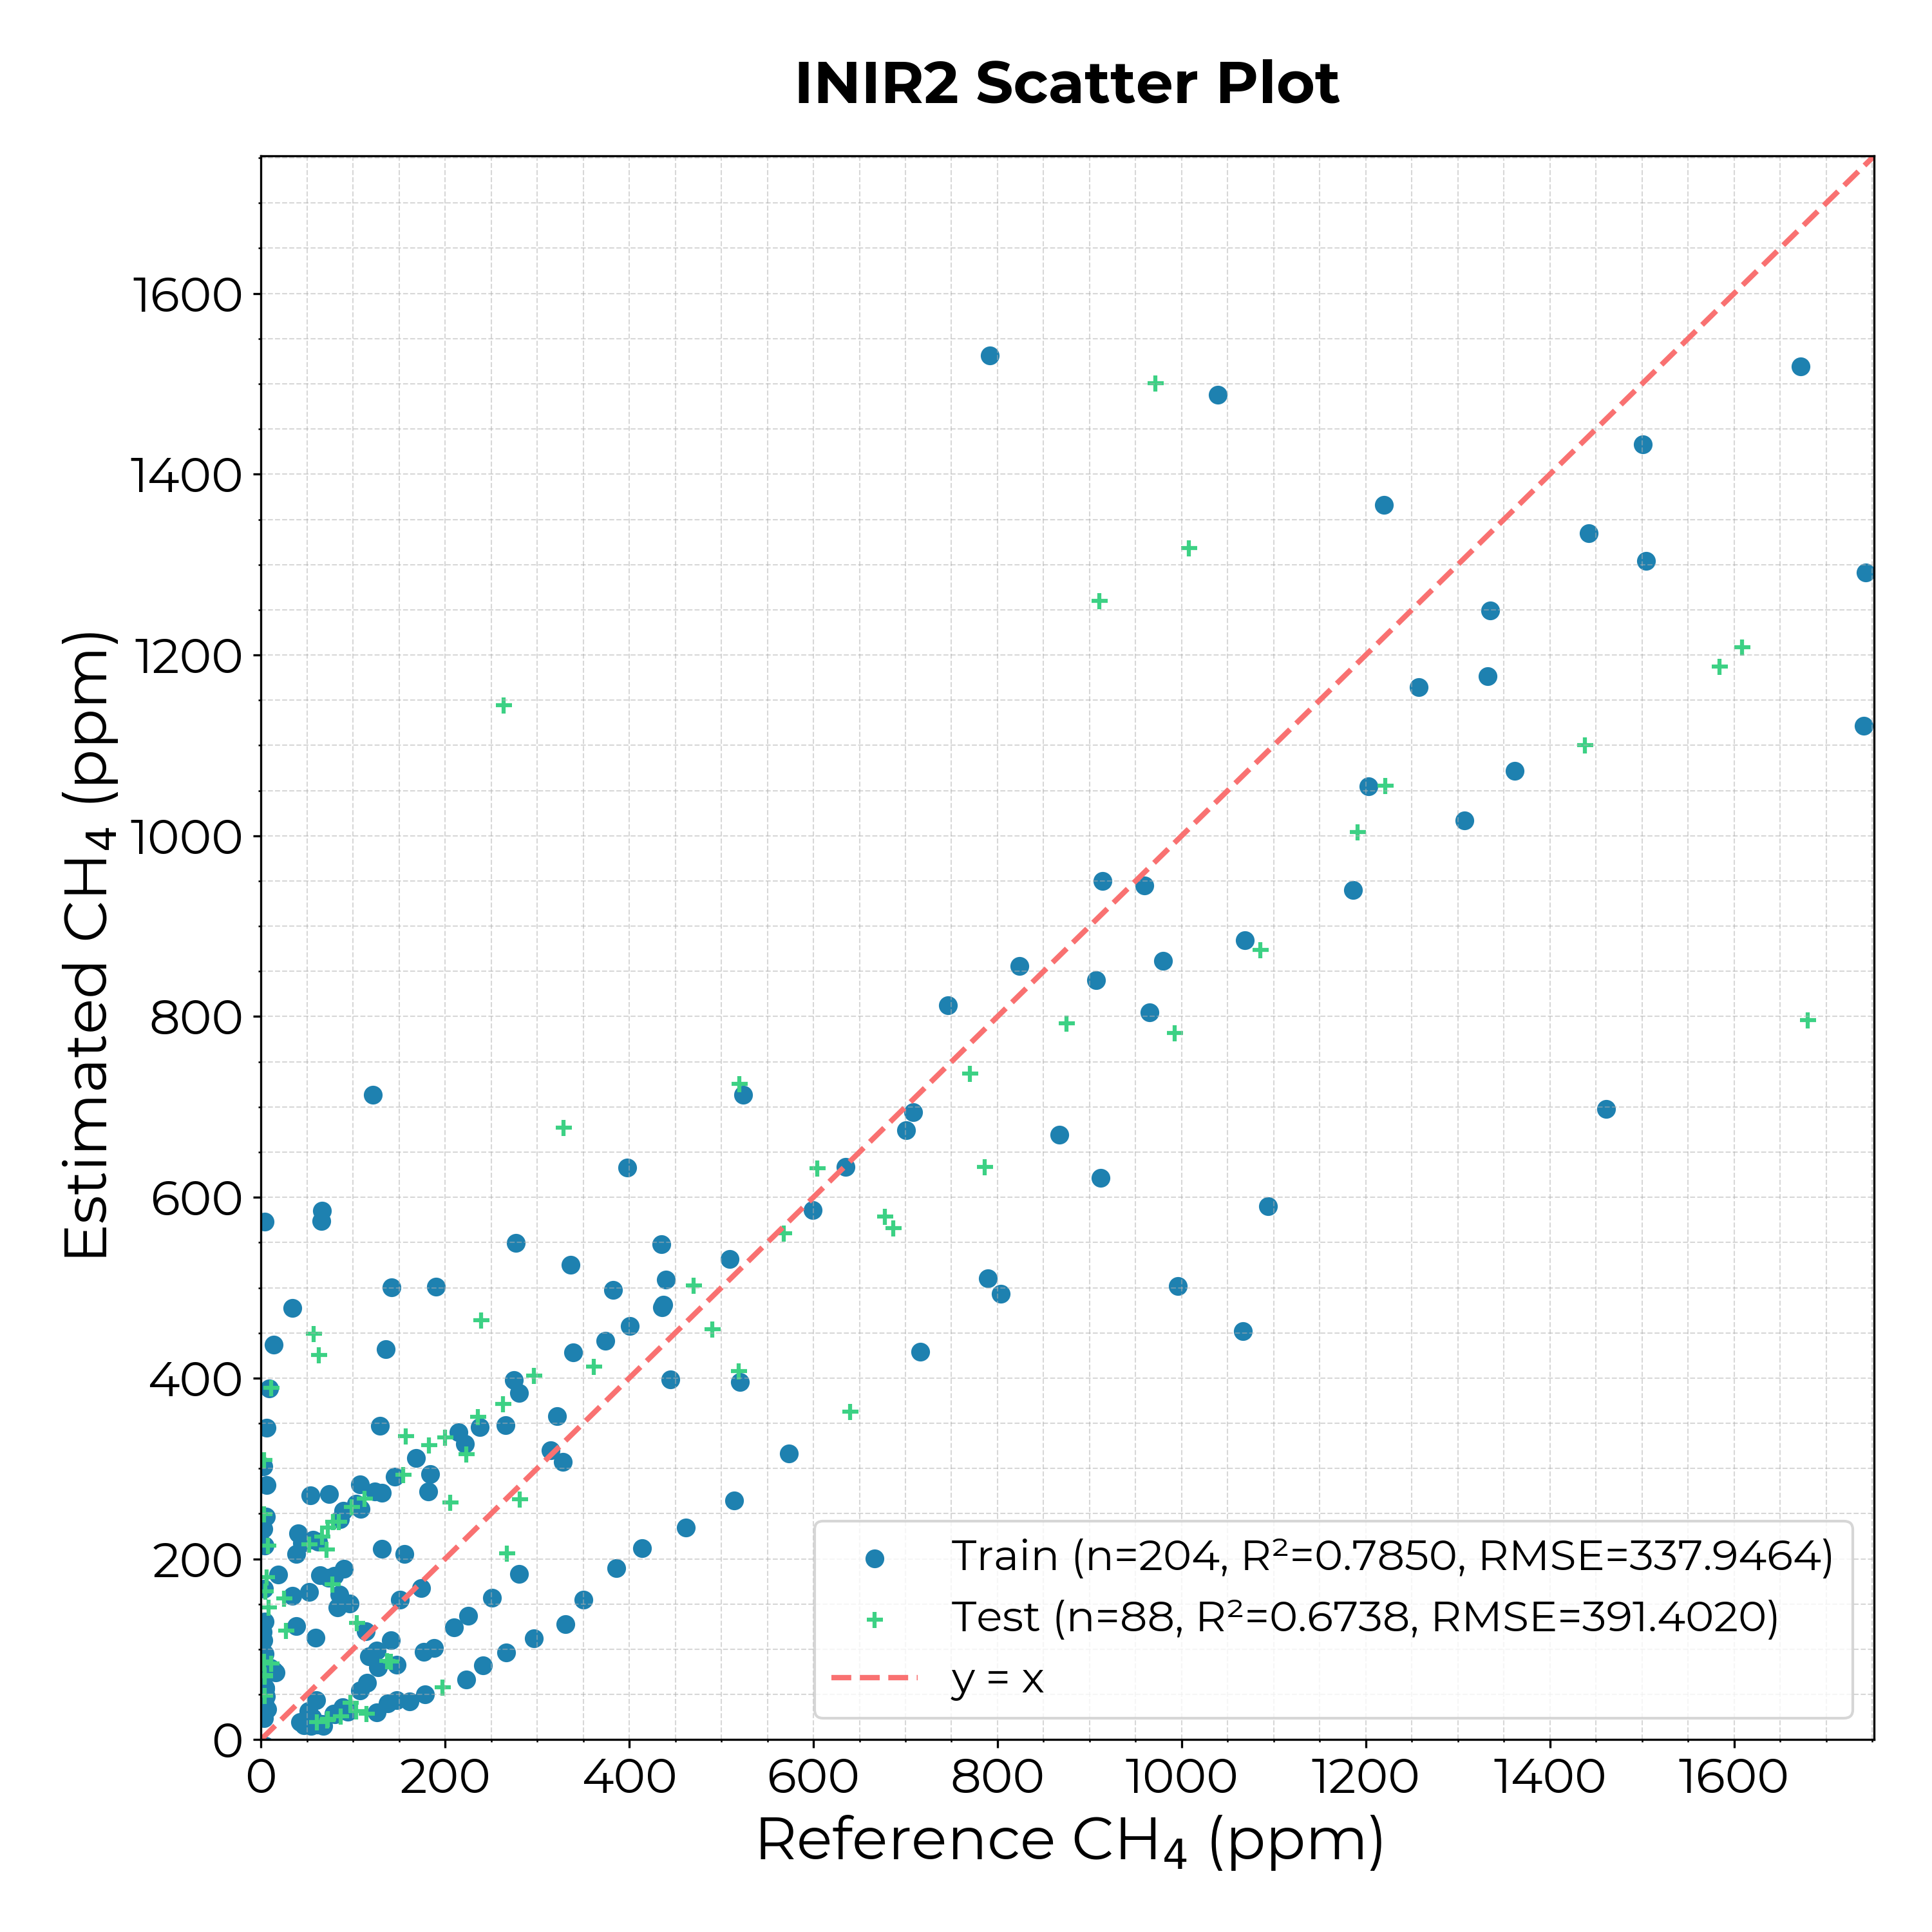 INIR2 Scatter Plot
Estimated CH₄ (ppm)
1600
1400
1200
1000
800
600
400
200
0
0 200 400 600 800 1000 1200 1400 1600
Reference CH₄ (ppm)
Train (n=204, R²=0.7850, RMSE=337.9464)
Test (n=88, R²=0.6738, RMSE=391.4020)
y = x